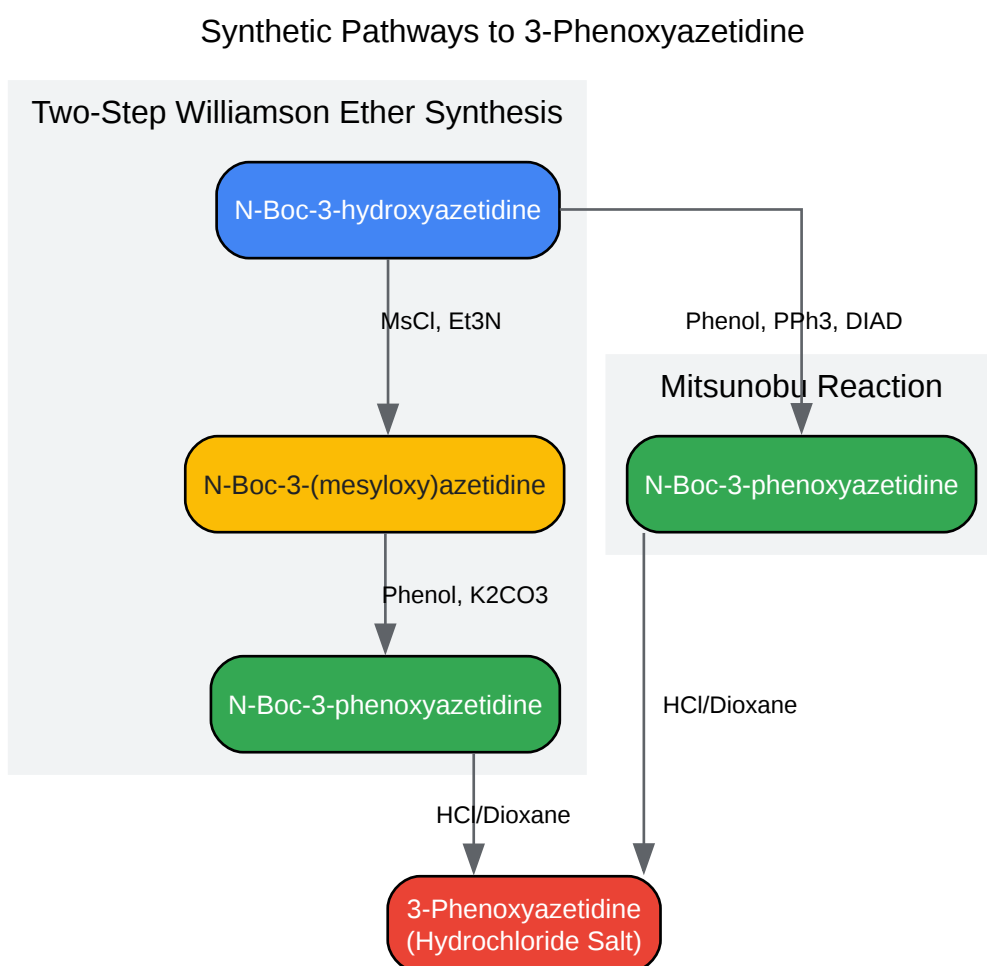 Synthetic Pathways to 3-Phenoxyazetidine
Two-Step Williamson Ether Synthesis
N-Boc-3-hydroxyazetidine
MsCl, Et3N
Phenol, PPh3, DIAD
Mitsunobu Reaction
N-Boc-3-(mesyloxy)azetidine
N-Boc-3-phenoxyazetidine
Phenol, K2CO3
N-Boc-3-phenoxyazetidine
HCl/Dioxane
HCl/Dioxane
3-Phenoxyazetidine
(Hydrochloride Salt)